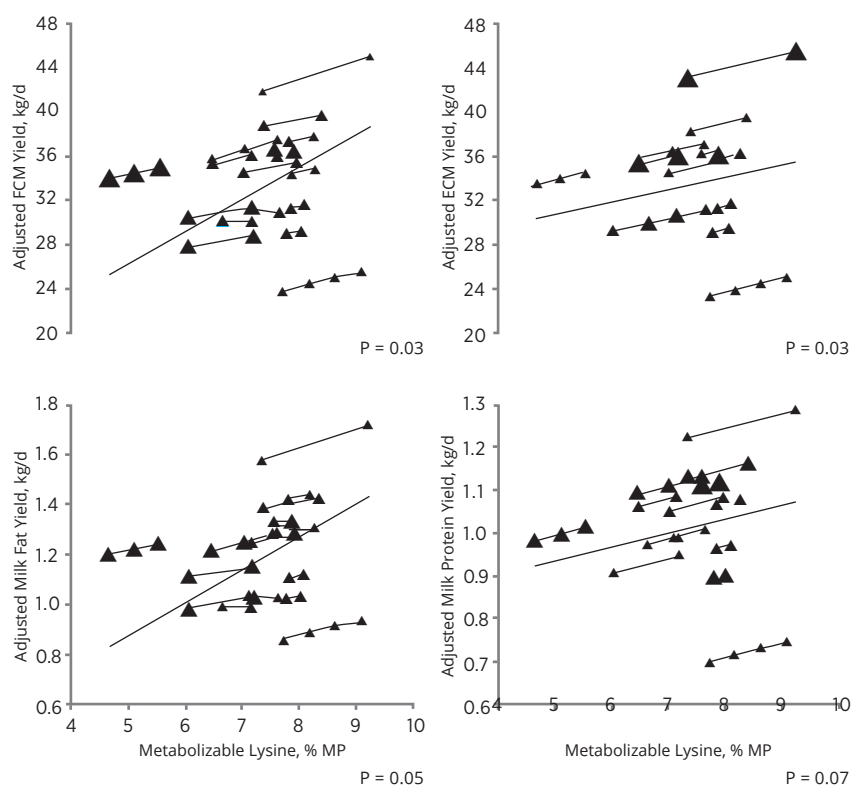 48
44
40
36
32
28
24
20
Adjusted FCM Yield, kg/d
P = 0.03
48
44
40
36
32
28
24
20
Adjusted ECM Yield, kg/d
P = 0.03
1.8
1.6
1.4
1.2
1.0
0.8
0.6
Adjusted Milk Fat Yield, kg/d
4 5 6 7 8 9 10
Metabolizable Lysine, % MP
P = 0.05
1.3
1.2
1.1
1.0
0.9
0.8
0.7
0.6
Adjusted Milk Protein Yield, kg/d
4 5 6 7 8 9 10
Metabolizable Lysine, % MP
P = 0.07